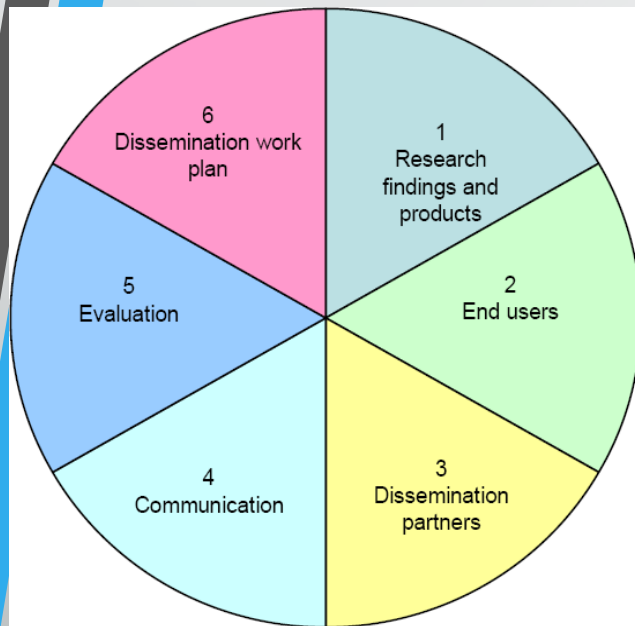 1
Research
findings and
products
2
End users
3
Dissemination
partners
4
Communication
5
Evaluation
6
Dissemination work
plan